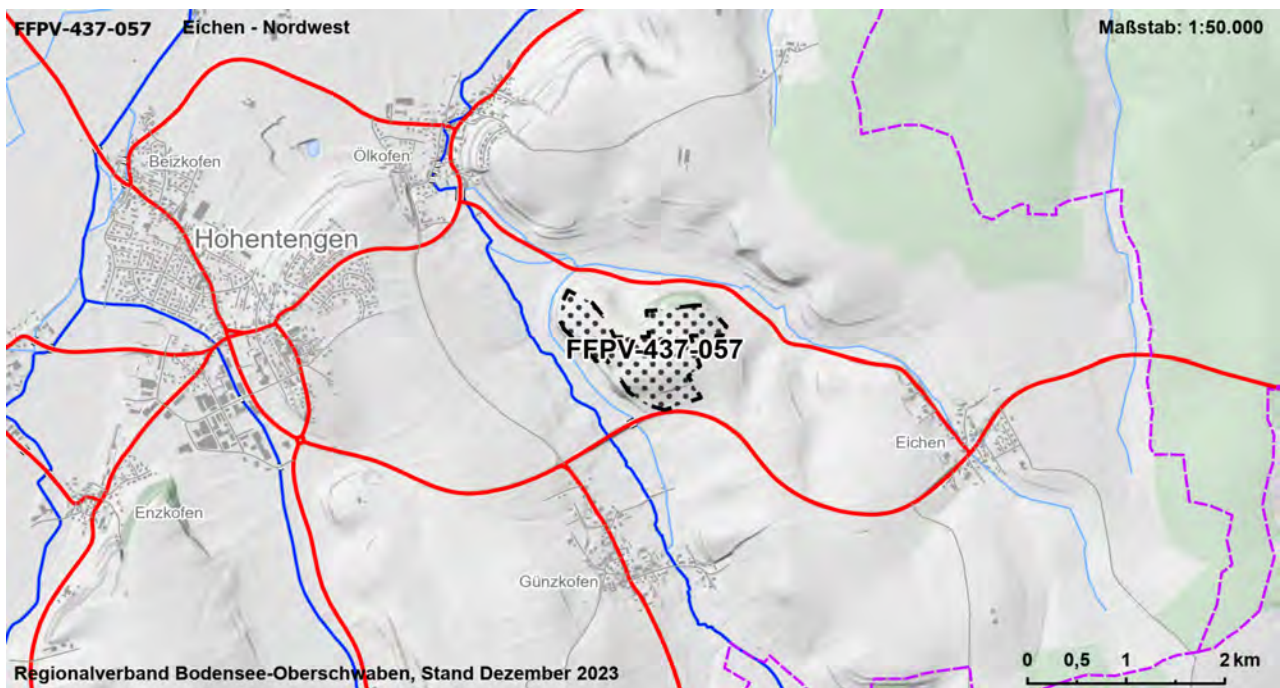 FFPV-437-057 Eichen - Nordwest Maßstab: 1:50.000
Beizkofen
Ölkofen
Hohentengen
FFPV-437-057
Eichen
Enzkofen
Günzkofen
Regionalverband Bodensee-Oberschwaben, Stand Dezember 2023
0 0,5 1 2 km